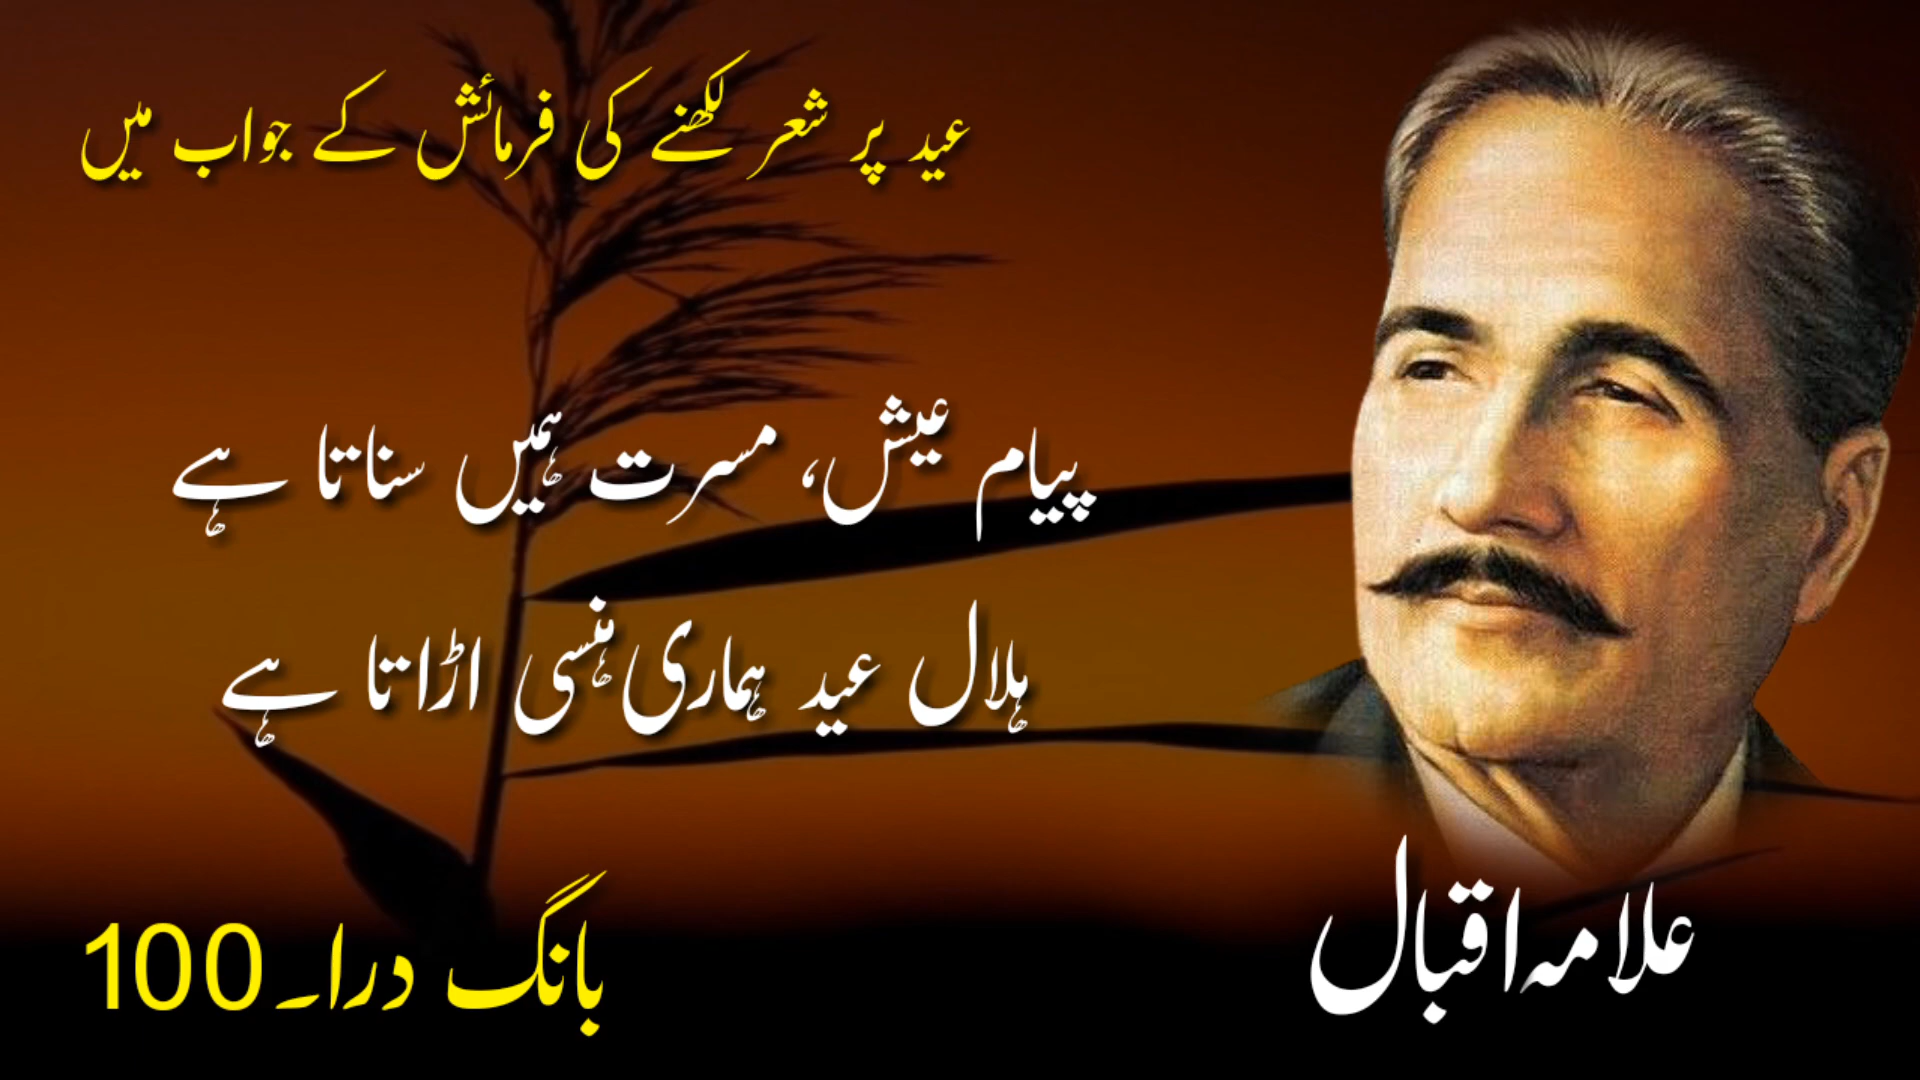 عید پر شعر لکھنے کی فرمائش کے جواب میں
پیام عیش، مسرت ہمیں سناتا ہے
ہلال عید ہماری ہنسی اڑاتا ہے
علامہ اقبال
بانگ درا۔100